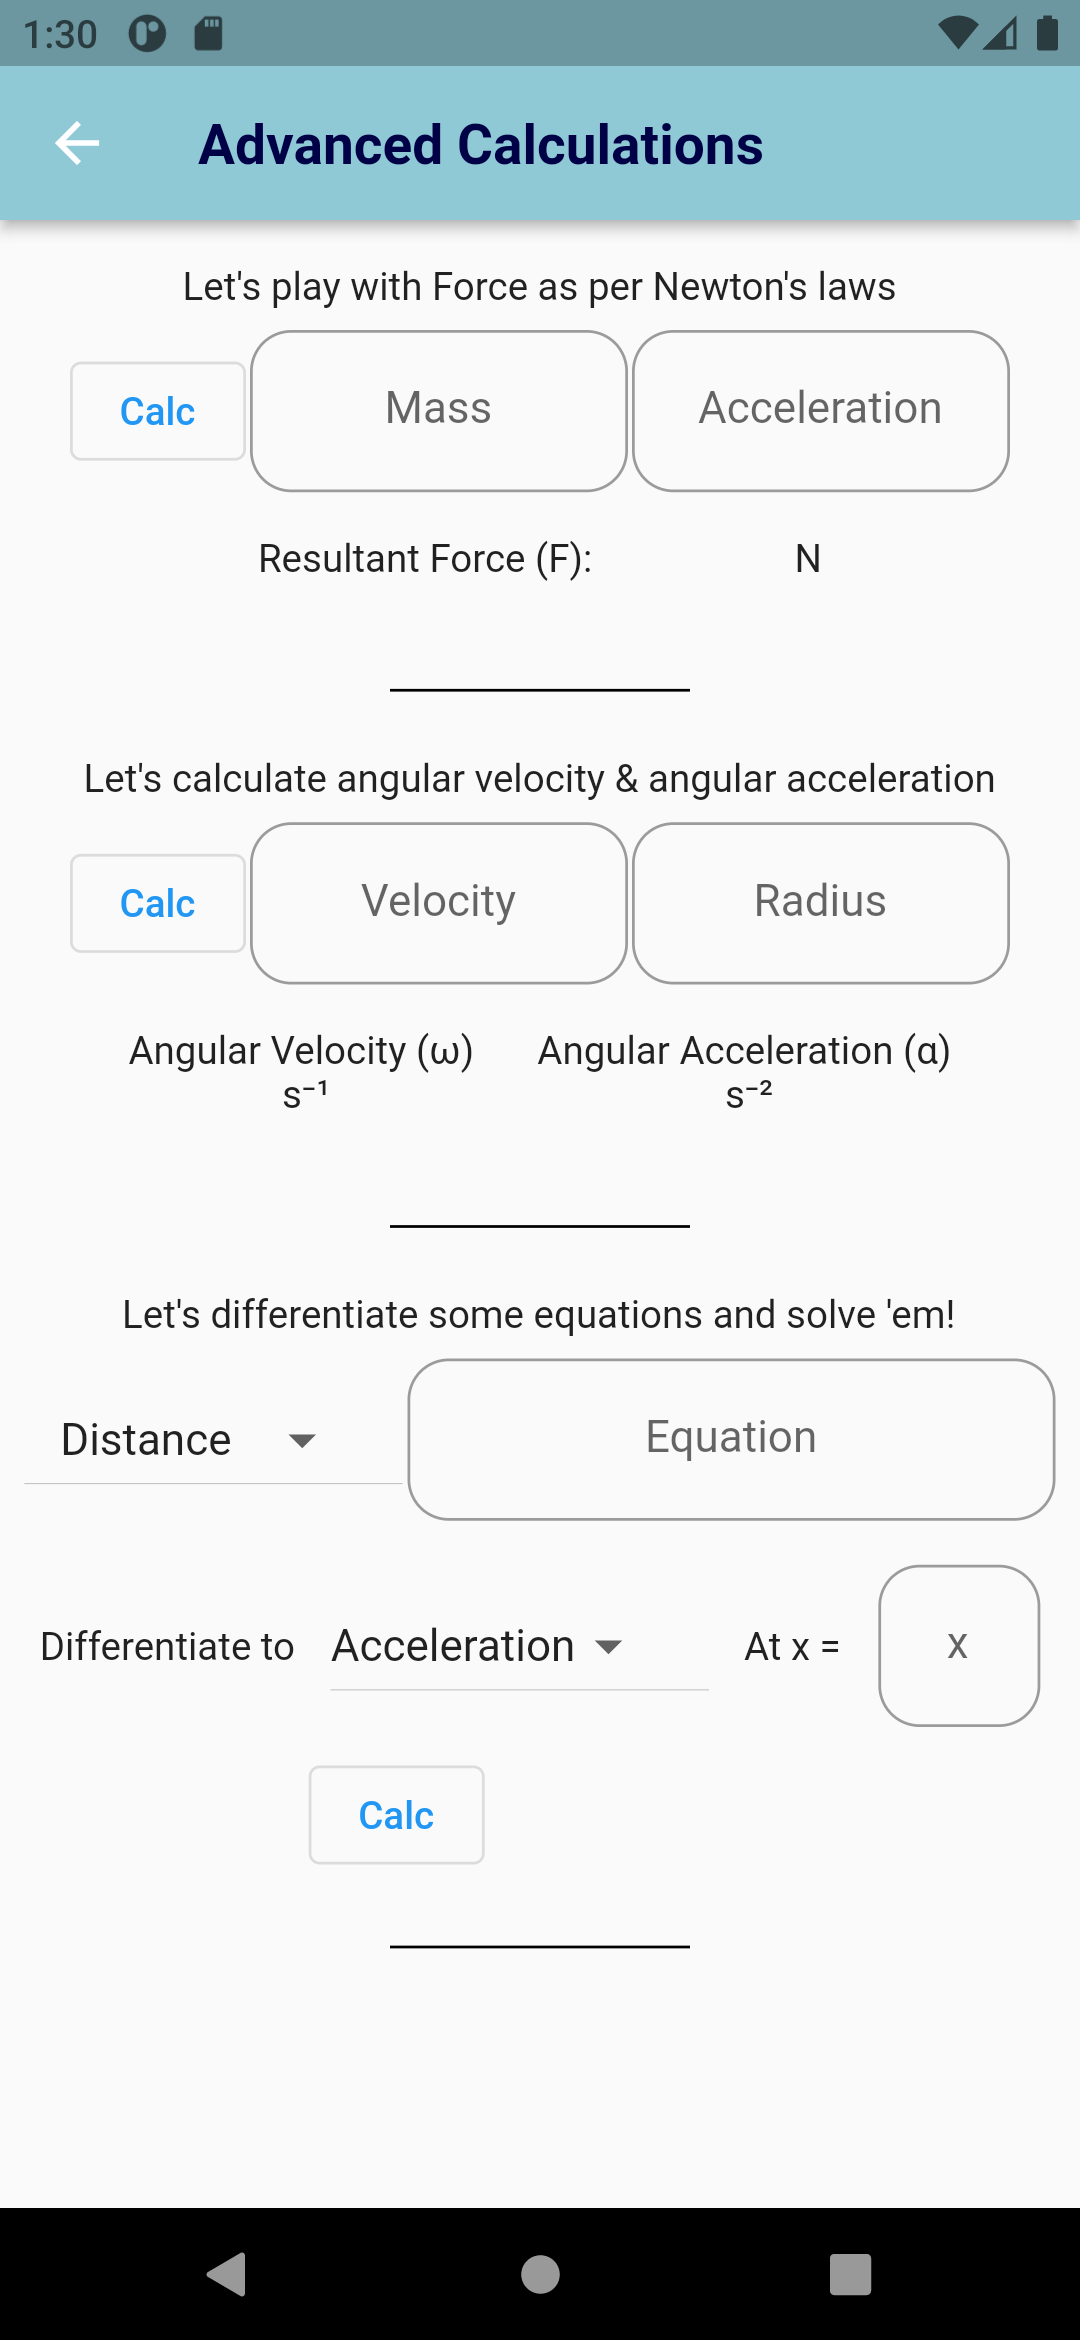 1:30
Advanced Calculations
Let's play with Force as per Newton's laws
Calc Mass Acceleration
Resultant Force (F): N
Let's calculate angular velocity & angular acceleration
Calc Velocity Radius
Angular Velocity (ω) Angular Acceleration (α)
s⁻¹ s⁻²
Let's differentiate some equations and solve 'em!
Distance Equation
Differentiate to Acceleration At x = x
Calc